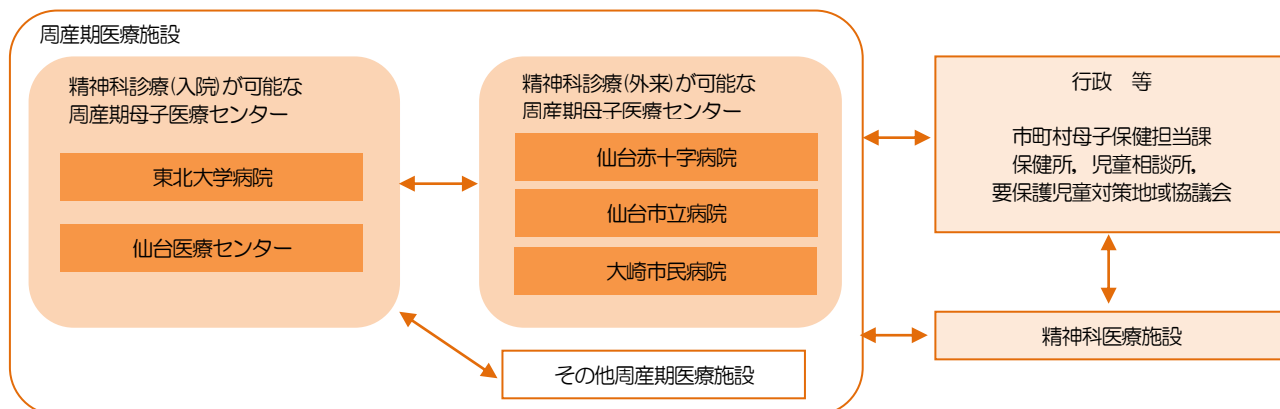 周産期医療施設
精神科診療(入院)が可能な
周産期母子医療センター
東北大学病院
仙台医療センター
精神科診療(外来)が可能な
周産期母子医療センター
仙台赤十字病院
仙台市立病院
大崎市民病院
その他周産期医療施設
行政　等
市町村母子保健担当課
保健所，児童相談所，
要保護児童対策地域協議会
精神科医療施設